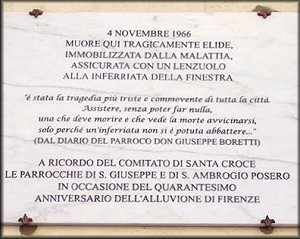 4 NOVEMBRE 1966
MUORE QUI TRAGICAMENTE ELIDE,
IMMOBILIZZATA DALLA MALATTIA,
ASSICURATA CON UN LENZUOLO
ALLA INFERRIATA DELLA FINESTRA
"è stata la tragedia più triste e commovente di tutta la città.
Assistere, senza poter far nulla,
una che deve morire e che vede la morte avvicinarsi,
solo perché un'inferriata non si è potuta abbattere..."
(DAL DIARIO DEL PARROCO DON GIUSEPPE BORETTI)
A RICORDO DEL COMITATO DI SANTA CROCE
LE PARROCCHIE DI S. GIUSEPPE E DI S. AMBROGIO POSERO
IN OCCASIONE DEL QUARANTESIMO
ANNIVERSARIO DELL'ALLUVIONE DI FIRENZE